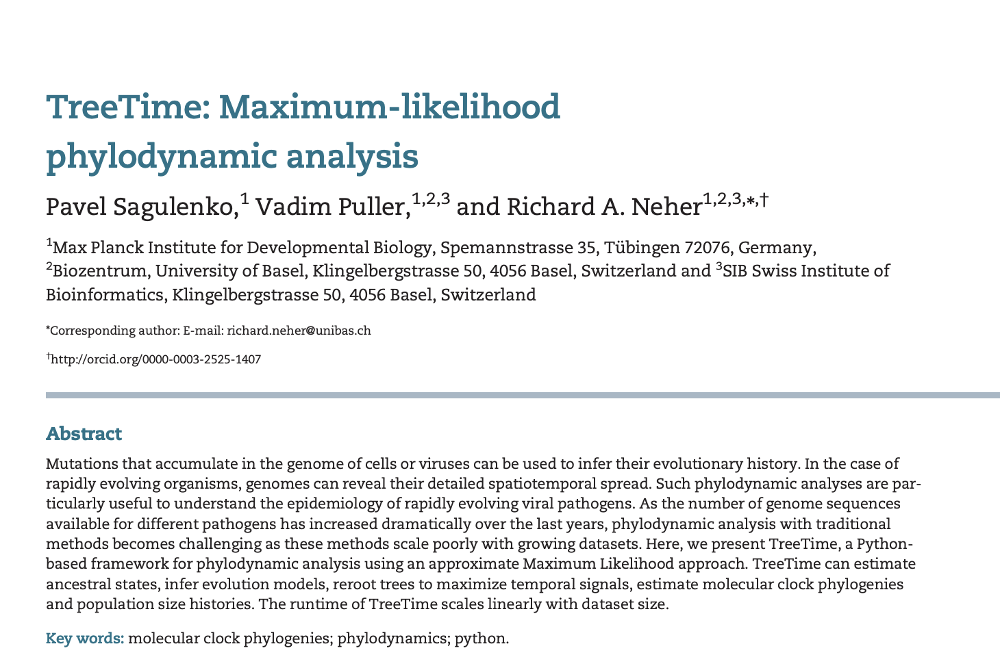 TreeTime: Maximum-likelihood
phylodynamic analysis
Pavel Sagulenko,1 Vadim Puller,1,2,3 and Richard A. Neher1,2,3,*,†
1Max Planck Institute for Developmental Biology, Spemannstrasse 35, Tübingen 72076, Germany,
2Biozentrum, University of Basel, Klingelbergstrasse 50, 4056 Basel, Switzerland and 3SIB Swiss Institute of
Bioinformatics, Klingelbergstrasse 50, 4056 Basel, Switzerland
*Corresponding author: E-mail: richard.neher@unibas.ch
†http://orcid.org/0000-0003-2525-1407
Abstract
Mutations that accumulate in the genome of cells or viruses can be used to infer their evolutionary history. In the case of
rapidly evolving organisms, genomes can reveal their detailed spatiotemporal spread. Such phylodynamic analyses are par-
ticularly useful to understand the epidemiology of rapidly evolving viral pathogens. As the number of genome sequences
available for different pathogens has increased dramatically over the last years, phylodynamic analysis with traditional
methods becomes challenging as these methods scale poorly with growing datasets. Here, we present TreeTime, a Python-
based framework for phylodynamic analysis using an approximate Maximum Likelihood approach. TreeTime can estimate
ancestral states, infer evolution models, reroot trees to maximize temporal signals, estimate molecular clock phylogenies
and population size histories. The runtime of TreeTime scales linearly with dataset size.
Key words: molecular clock phylogenies; phylodynamics; python.